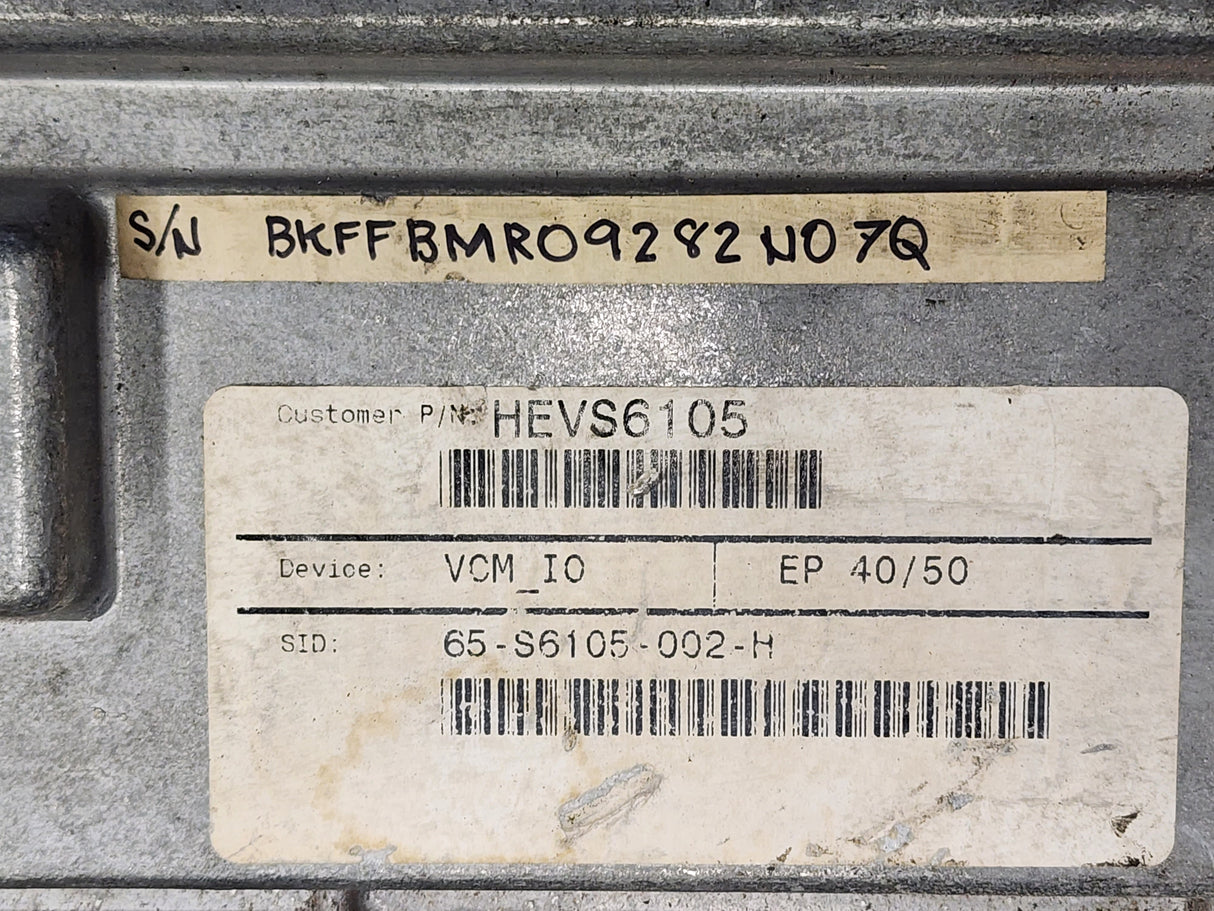 S/N BKFFBMR09282N07Q
Customer P/N: HEVS6105
Device: VCM_IO EP 40/50
SID: 65-S6105-002-H